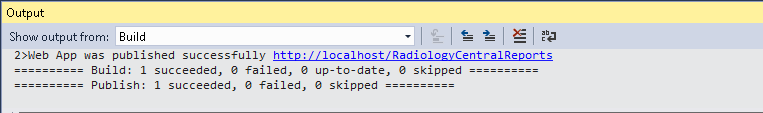 Output
Show output from: Build
2>Web App was published successfully http://localhost/RadiologyCentralReports
========== Build: 1 succeeded, 0 failed, 0 up-to-date, 0 skipped ==========
========== Publish: 1 succeeded, 0 failed, 0 skipped ==========